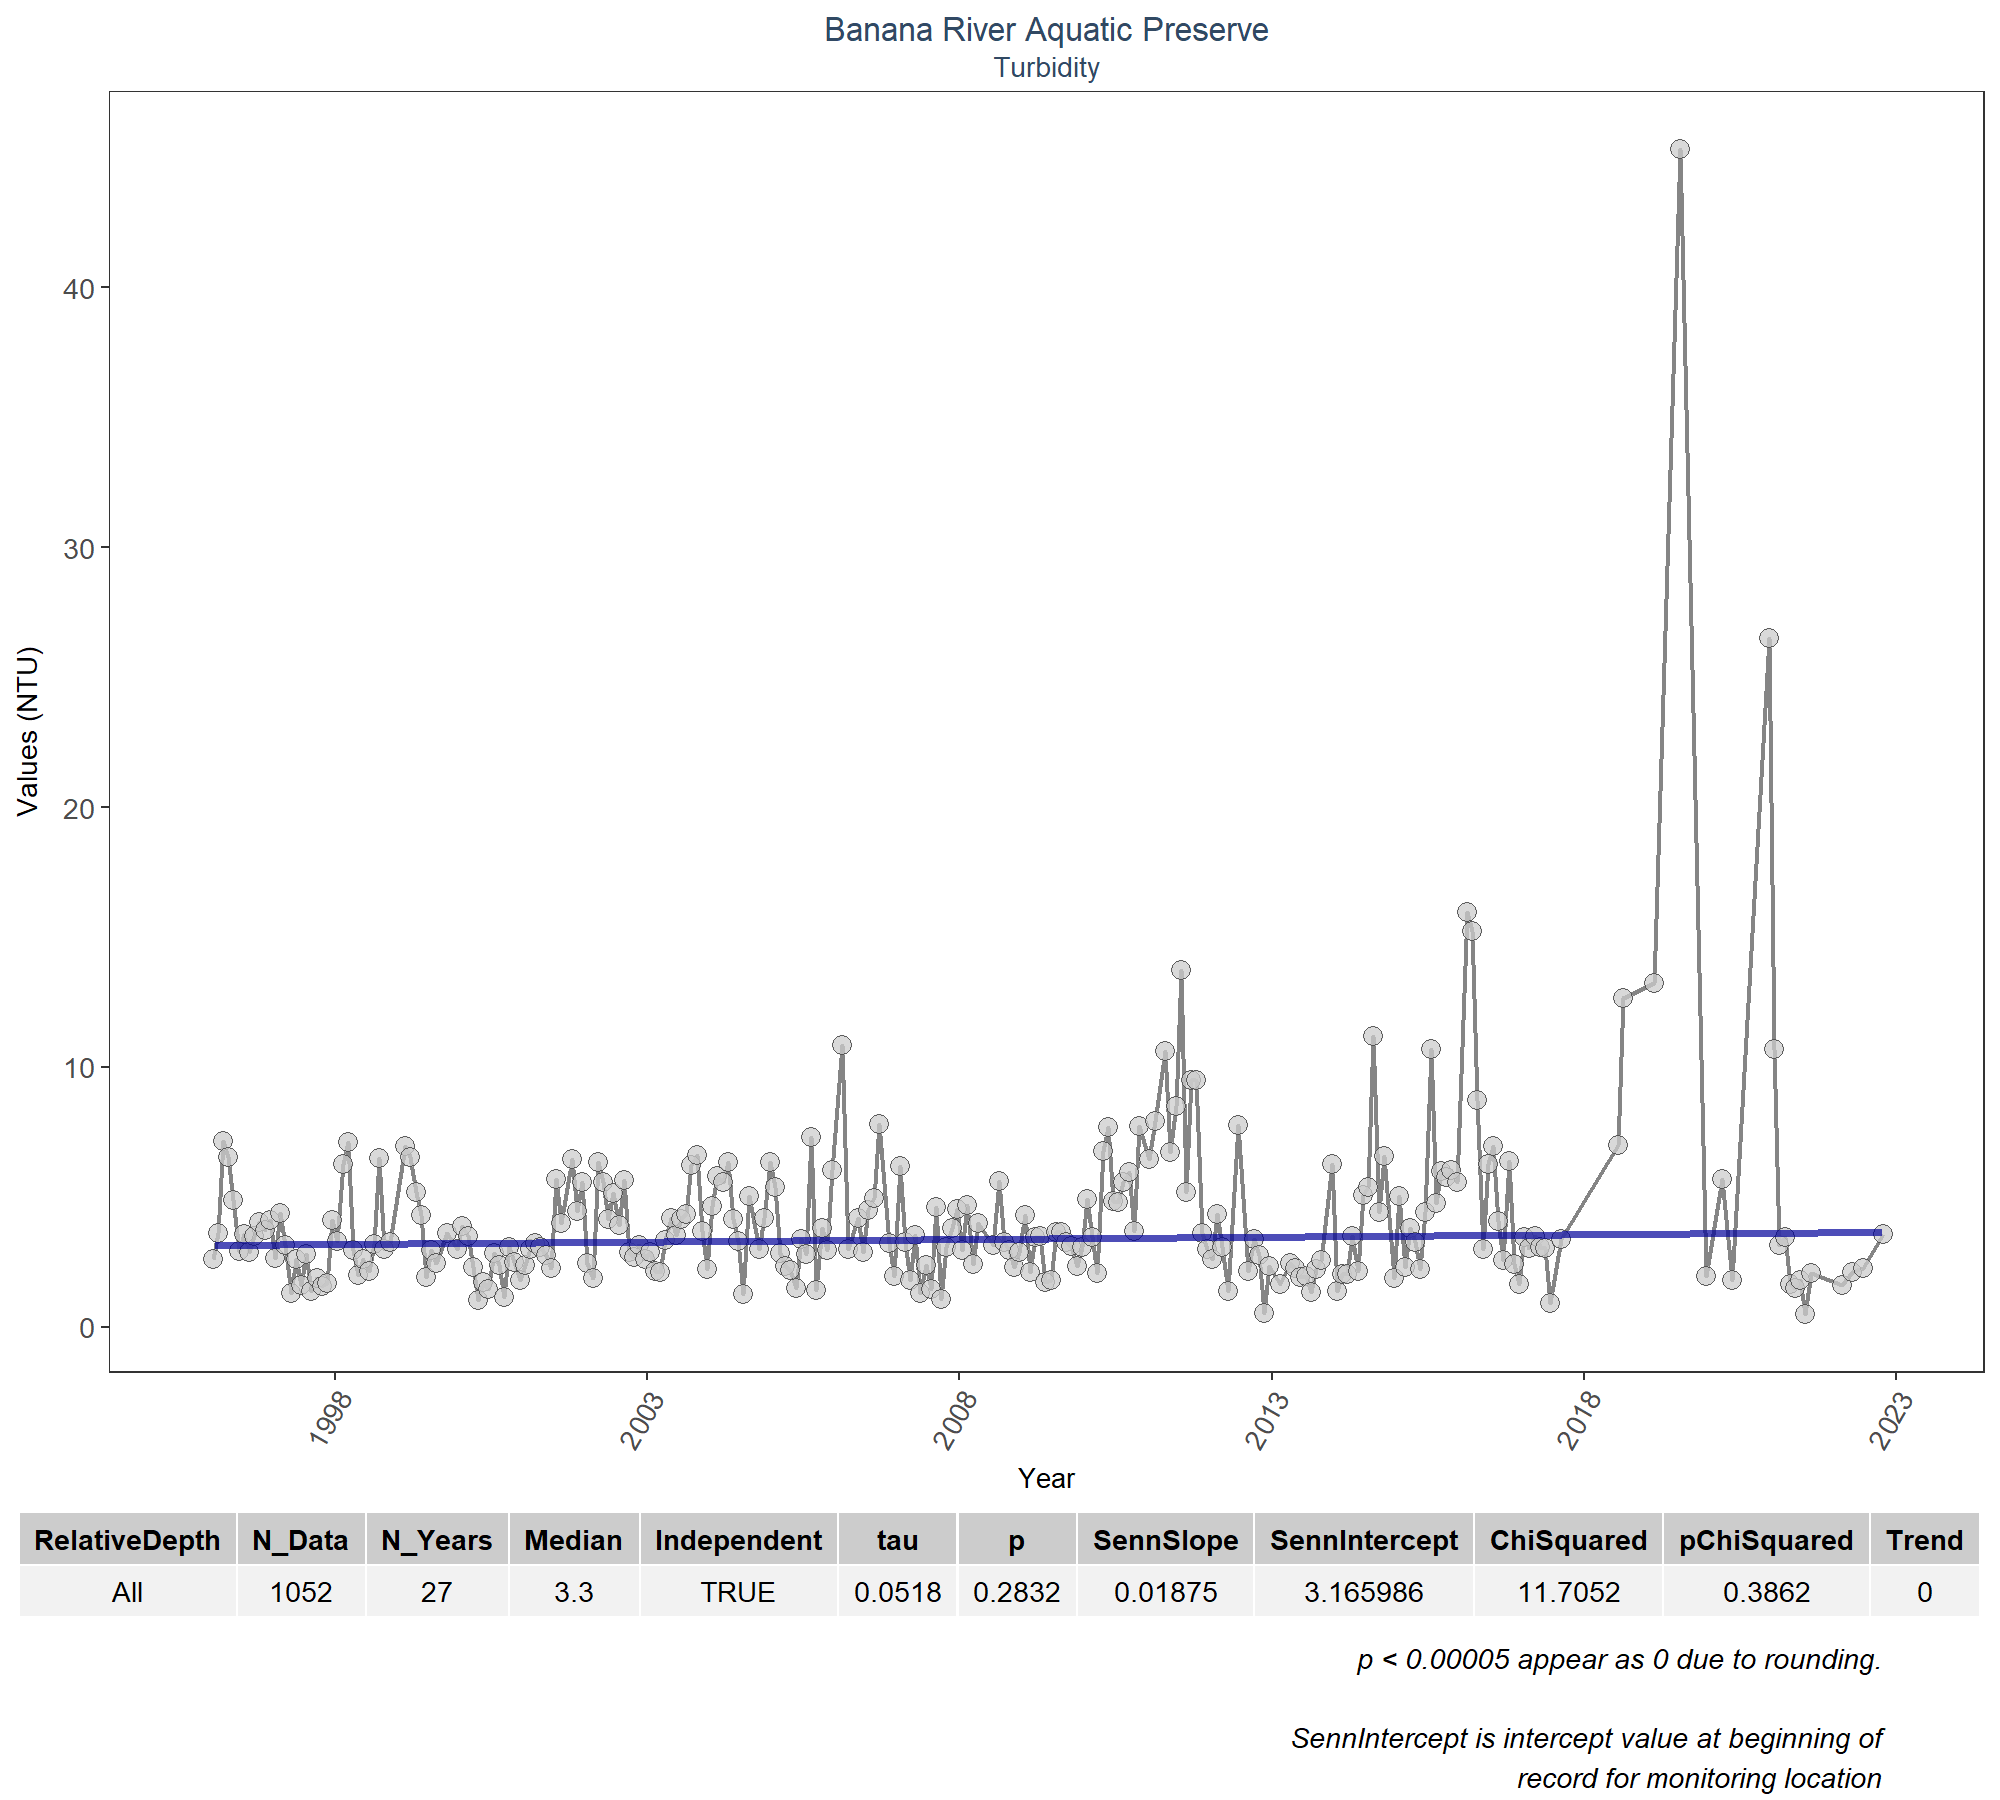 Banana River Aquatic Preserve
Turbidity
Values (NTU)
40
30
20
10
0
1998 2003 2008 2013 2018 2023
Year
RelativeDepth N_Data N_Years Median Independent tau p SennSlope SennIntercept ChiSquared pChiSquared Trend
All 1052 27 3.3 TRUE 0.0518 0.2832 0.01875 3.165986 11.7052 0.3862 0
p < 0.00005 appear as 0 due to rounding.
SennIntercept is intercept value at beginning of
record for monitoring location